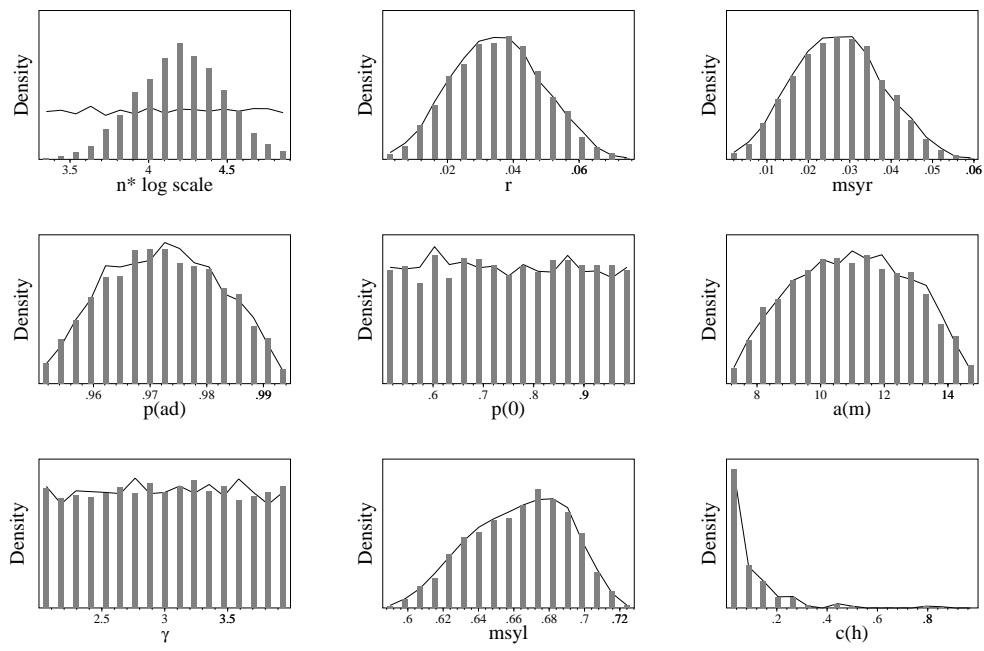 Density
3.5 4 4.5
n* log scale
Density
.02 .04 .06
r
Density
.01 .02 .03 .04 .05 .06
msyr
Density
.96 .97 .98 .99
p(ad)
Density
.6 .7 .8 .9
p(0)
Density
8 10 12 14
a(m)
Density
2.5 3 3.5
γ
Density
.6 .62 .64 .66 .68 .7 .72
msyl
Density
.2 .4 .6 .8
c(h)